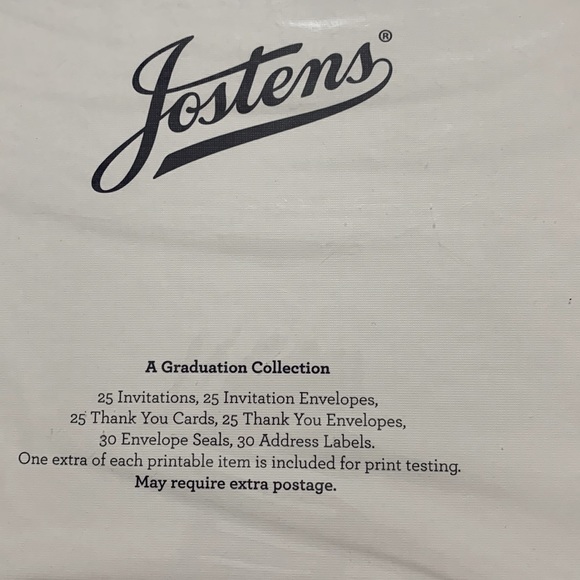 Jostens®
A Graduation Collection
25 Invitations, 25 Invitation Envelopes,
25 Thank You Cards, 25 Thank You Envelopes,
30 Envelope Seals, 30 Address Labels.
One extra of each printable item is included for print testing.
May require extra postage.